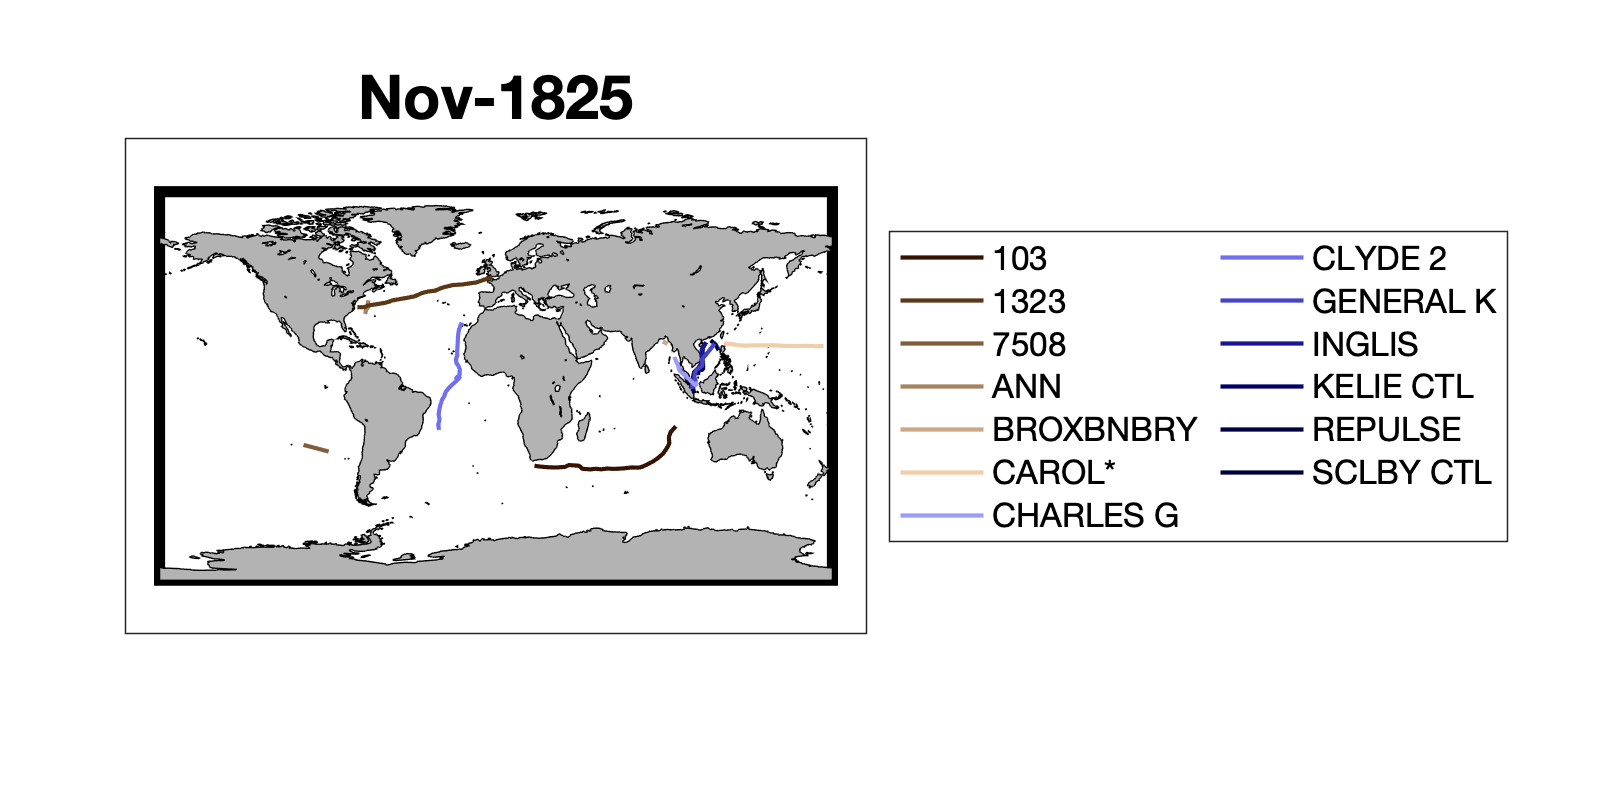 Nov-1825
103
1323
7508
ANN
BROXBNBRY
CAROL*
CHARLES G
CLYDE 2
GENERAL K
INGLIS
KELIE CTL
REPULSE
SCLBY CTL